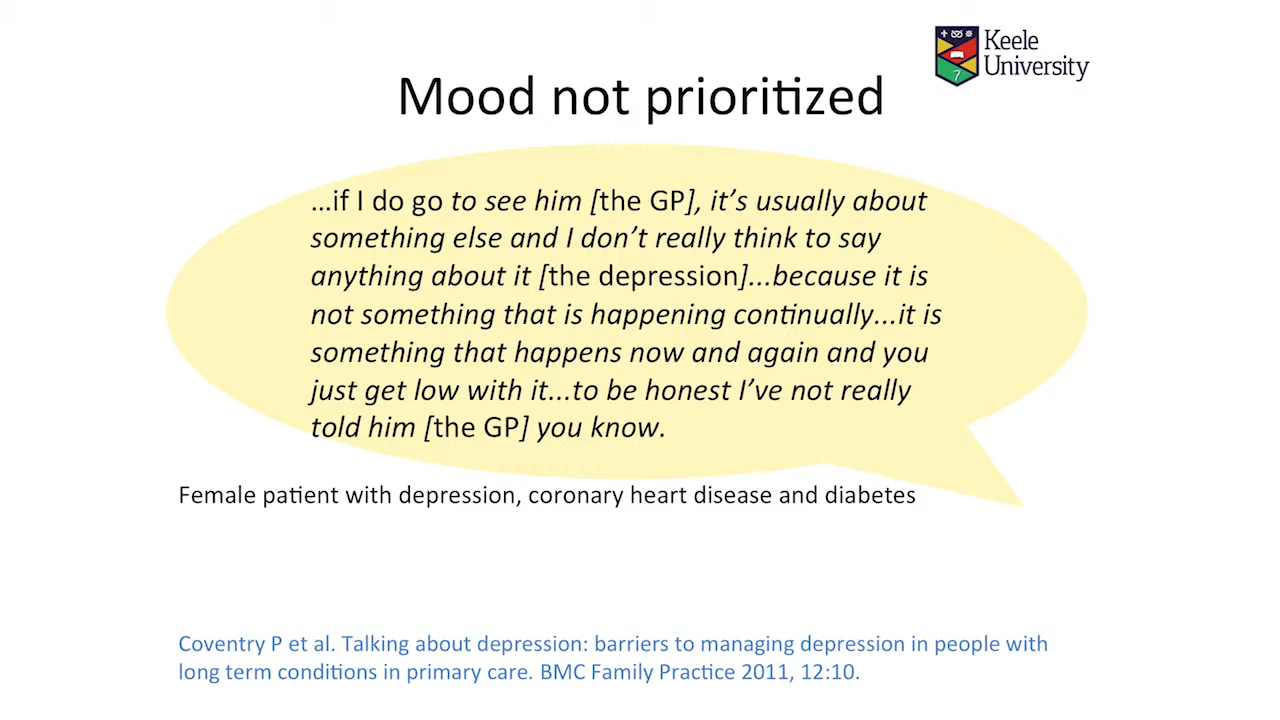 Keele
University
Mood not prioritized
…if I do go to see him [the GP], it’s usually about
something else and I don’t really think to say
anything about it [the depression]...because it is
not something that is happening continually...it is
something that happens now and again and you
just get low with it...to be honest I’ve not really
told him [the GP] you know.
Female patient with depression, coronary heart disease and diabetes
Coventry P et al. Talking about depression: barriers to managing depression in people with
long term conditions in primary care. BMC Family Practice 2011, 12:10.